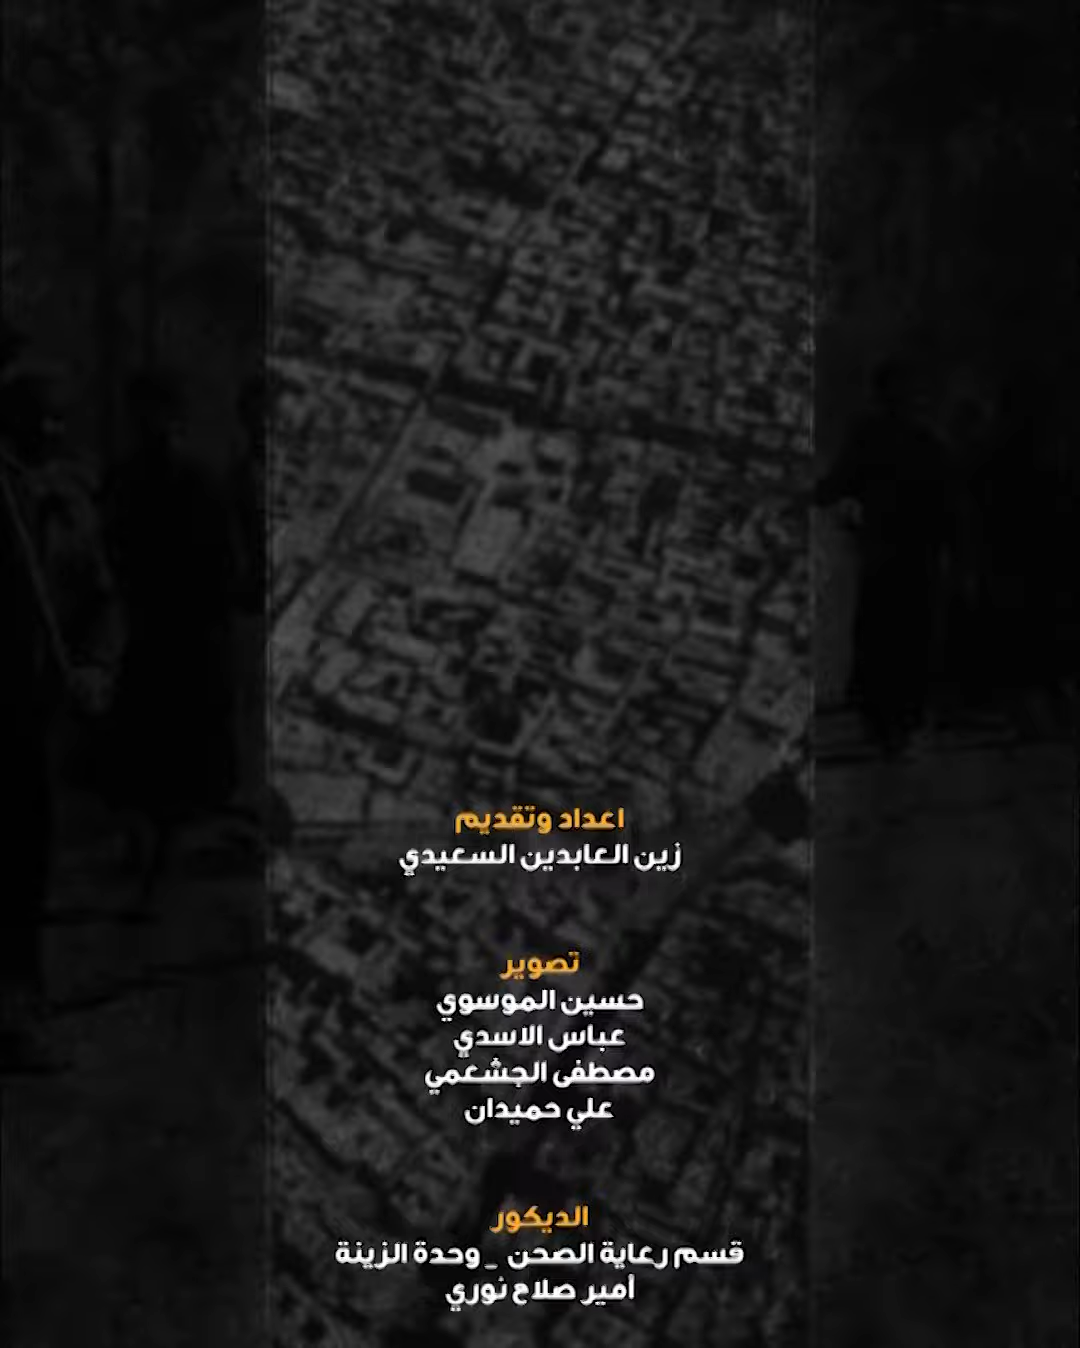 اعداد وتقديم
زين العابدين السعيدي
تصوير
حسين الموسوي
عباس الاسدي
مصطفى الجشعمي
علي حميدان
الديكور
قسم رعاية الصحن _ وحدة الزينة
أمير صلاح نوري